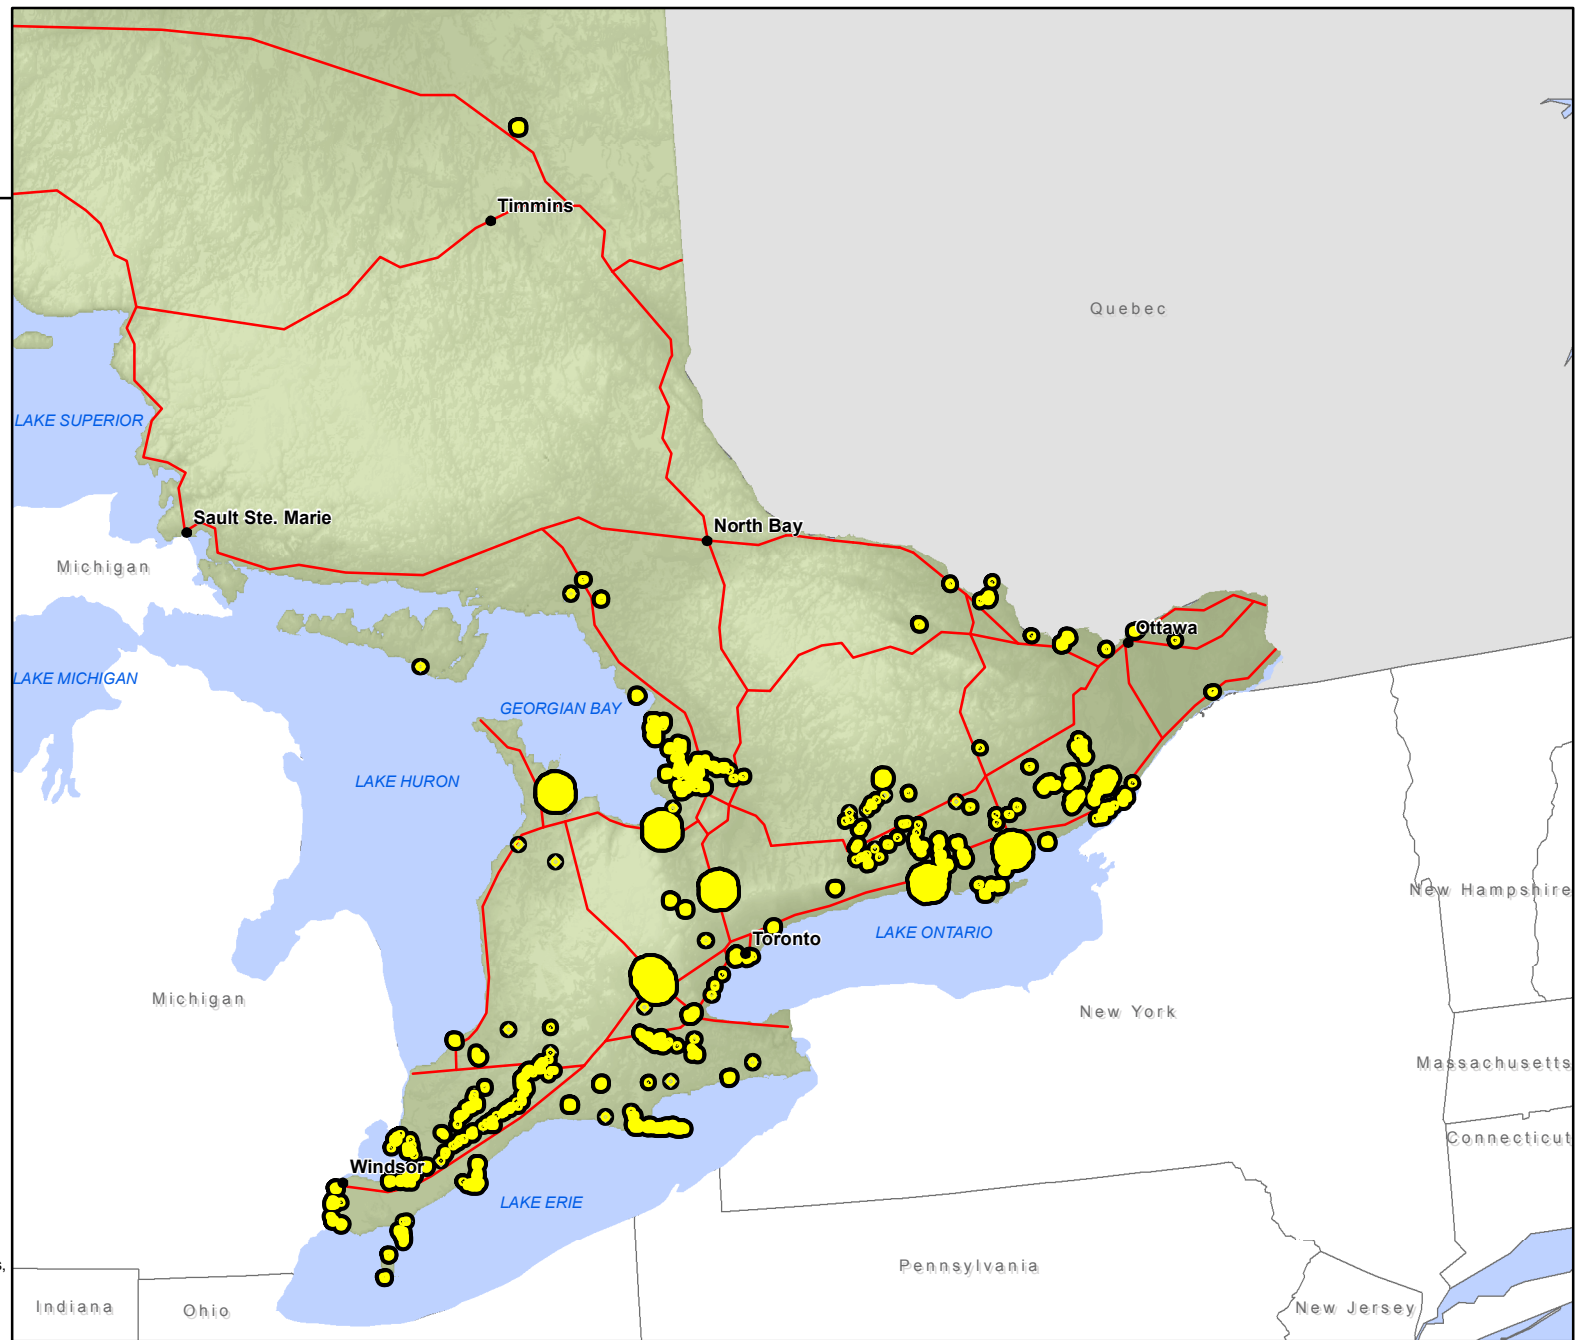 Timmins
Quebec
LAKE SUPERIOR
Sault Ste. Marie
North Bay
Michigan
Ottawa
LAKE MICHIGAN
GEORGIAN BAY
LAKE HURON
New Hampshire
LAKE ONTARIO
Toronto
Michigan
New York
Massachusetts
Connecticut
Windsor
LAKE ERIE
Pennsylvania
Indiana
Ohio
New Jersey